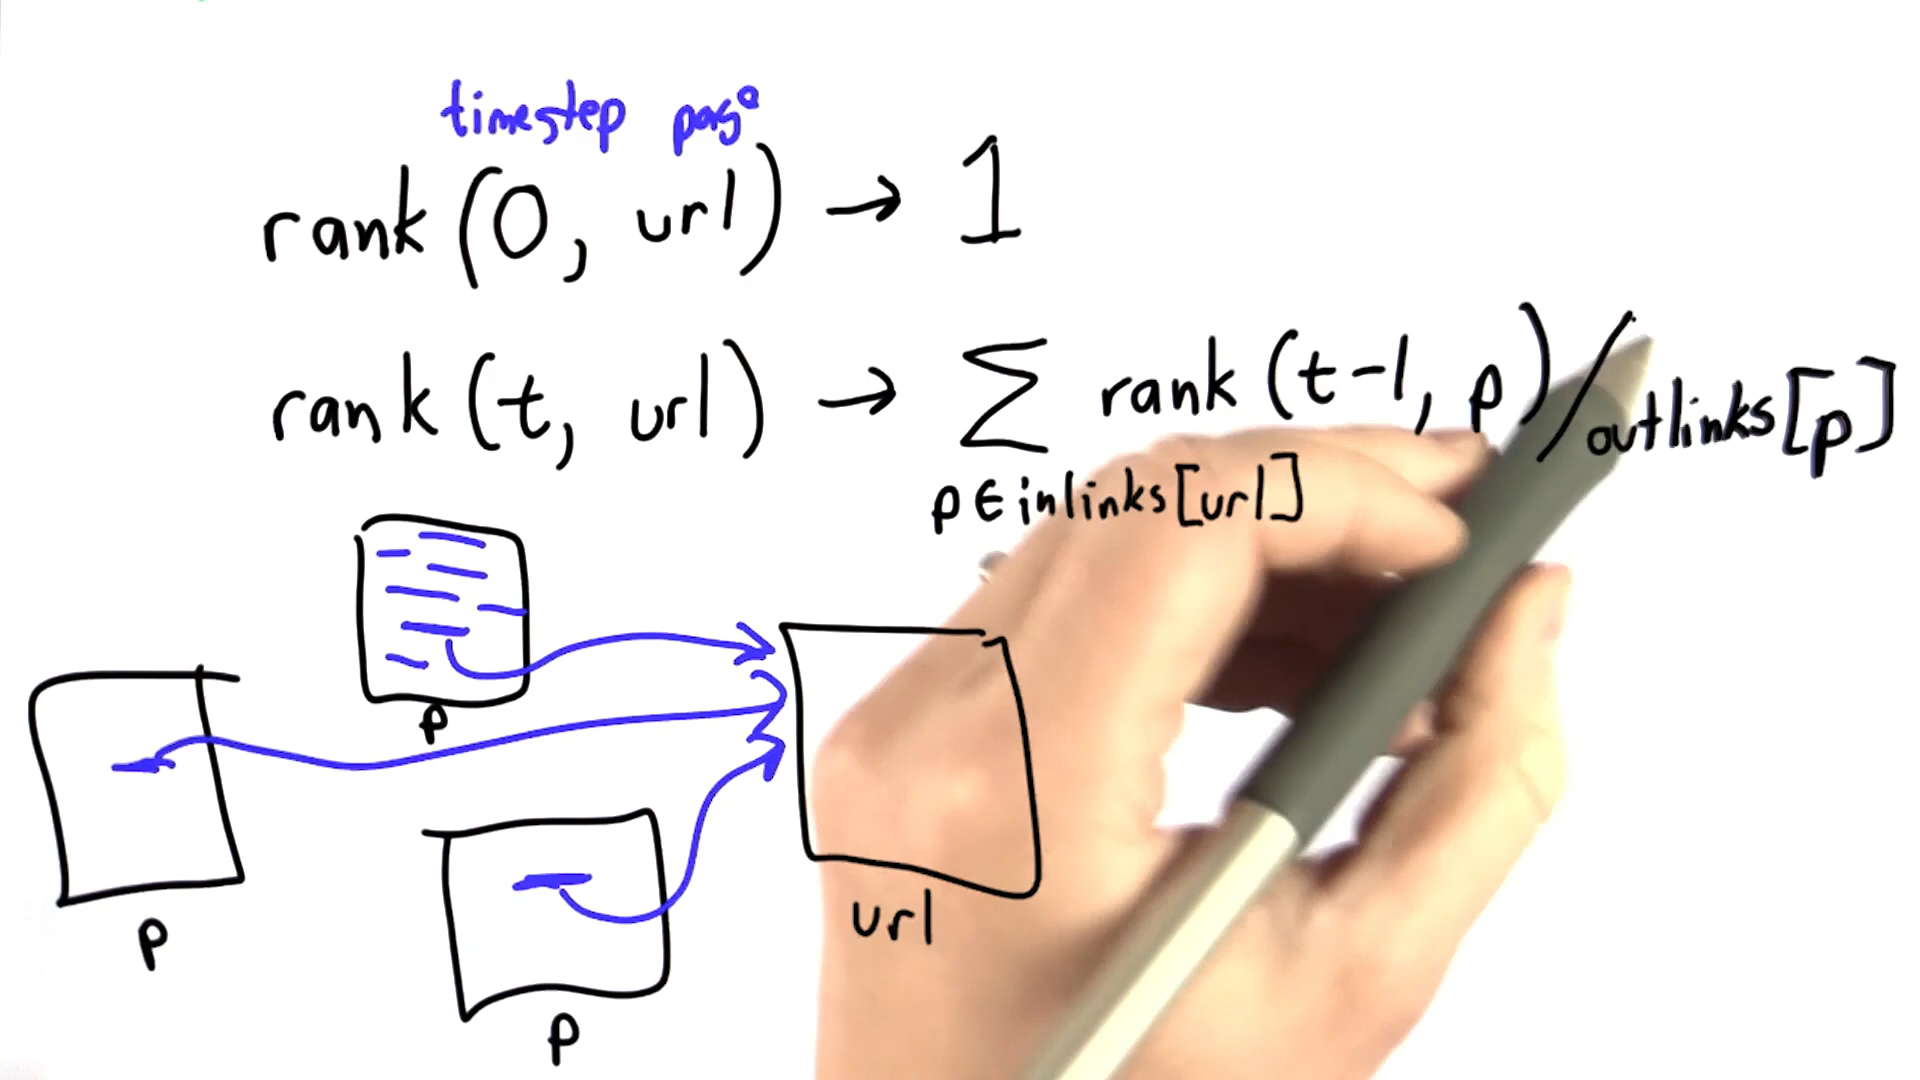 timestep page
rank (0, url) → 1
rank (t, url) → ∑ rank (t-1, p) / outlinks[p]
p ∈ inlinks[url]
p
p
url
p